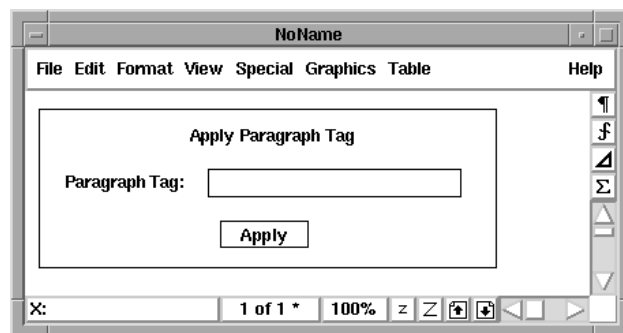 NoName
File Edit Format View Special Graphics Table Help
¶
Apply Paragraph Tag
Paragraph Tag:
Σ
Apply
X: 1 of 1 * 100% z Z